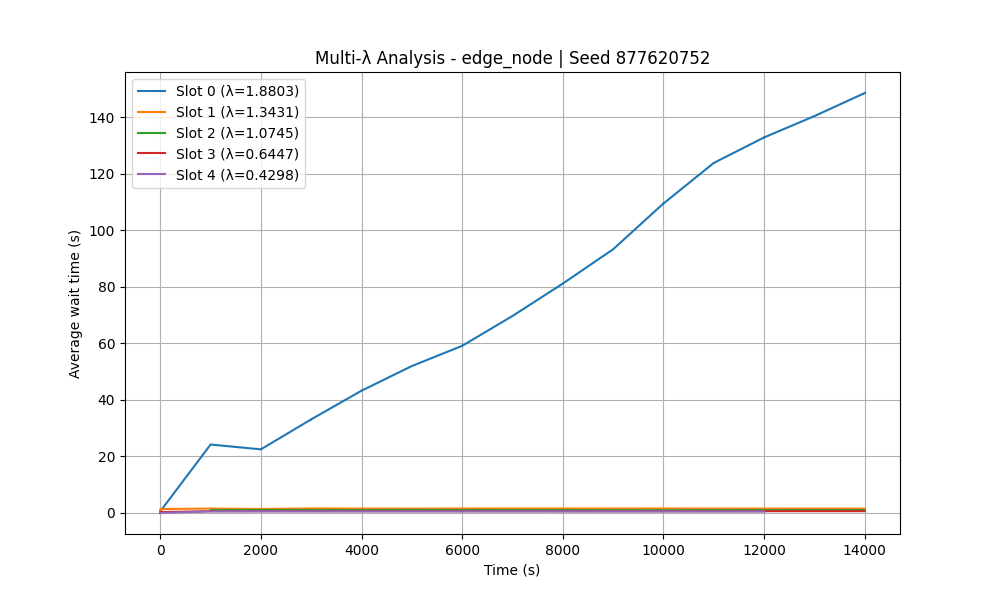 Multi-λ Analysis - edge_node | Seed 877620752
Slot 0 (λ=1.8803)
Slot 1 (λ=1.3431)
Slot 2 (λ=1.0745)
Slot 3 (λ=0.6447)
Slot 4 (λ=0.4298)
Average wait time (s)
140
120
100
80
60
40
20
0
0 2000 4000 6000 8000 10000 12000 14000
Time (s)